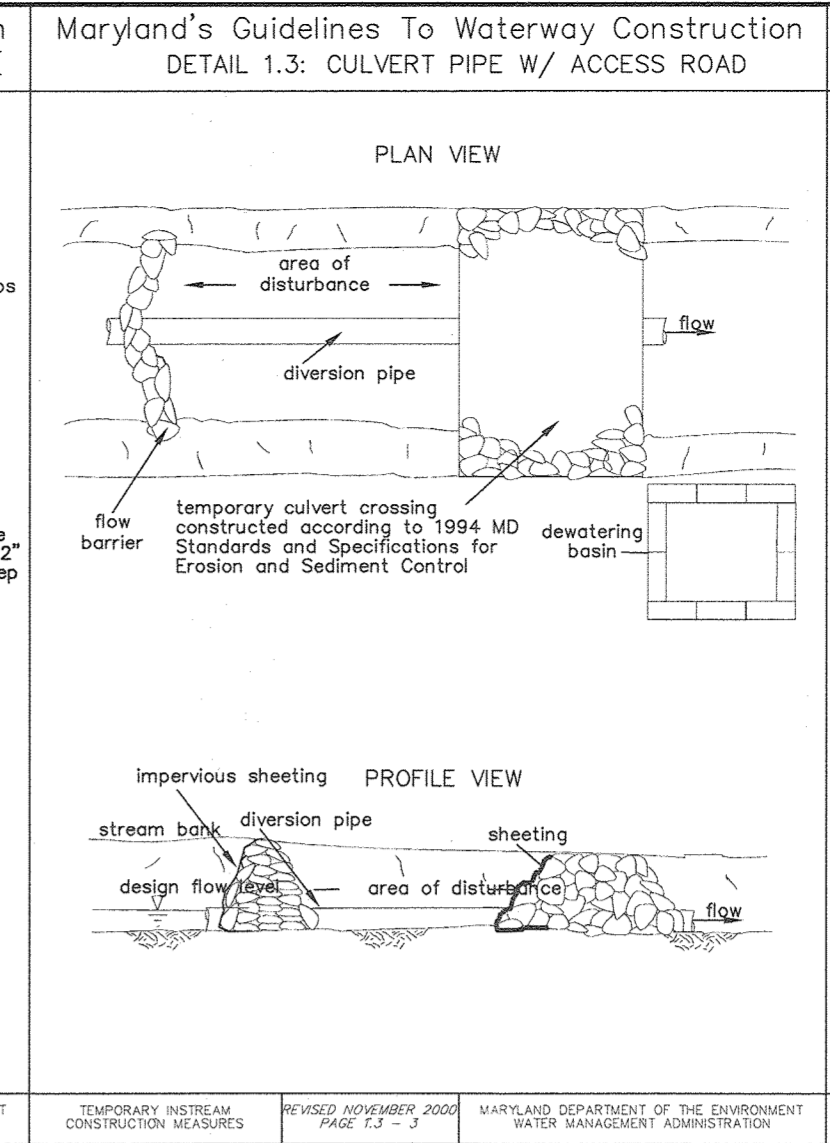 Maryland's Guidelines To Waterway Construction
DETAIL 1.3: CULVERT PIPE W/ ACCESS ROAD
PLAN VIEW
area of
disturbance
flow
diversion pipe
flow
barrier
temporary culvert crossing
constructed according to 1994 MD
Standards and Specifications for
Erosion and Sediment Control
dewatering
basin
2"
impervious sheeting
PROFILE VIEW
diversion pipe
stream bank
sheeting
design flow level
area of disturbance
flow
TEMPORARY INSTREAM
CONSTRUCTION MEASURES
REVISED NOVEMBER 2000
PAGE 1.3 - 3
MARYLAND DEPARTMENT OF THE ENVIRONMENT
WATER MANAGEMENT ADMINISTRATION